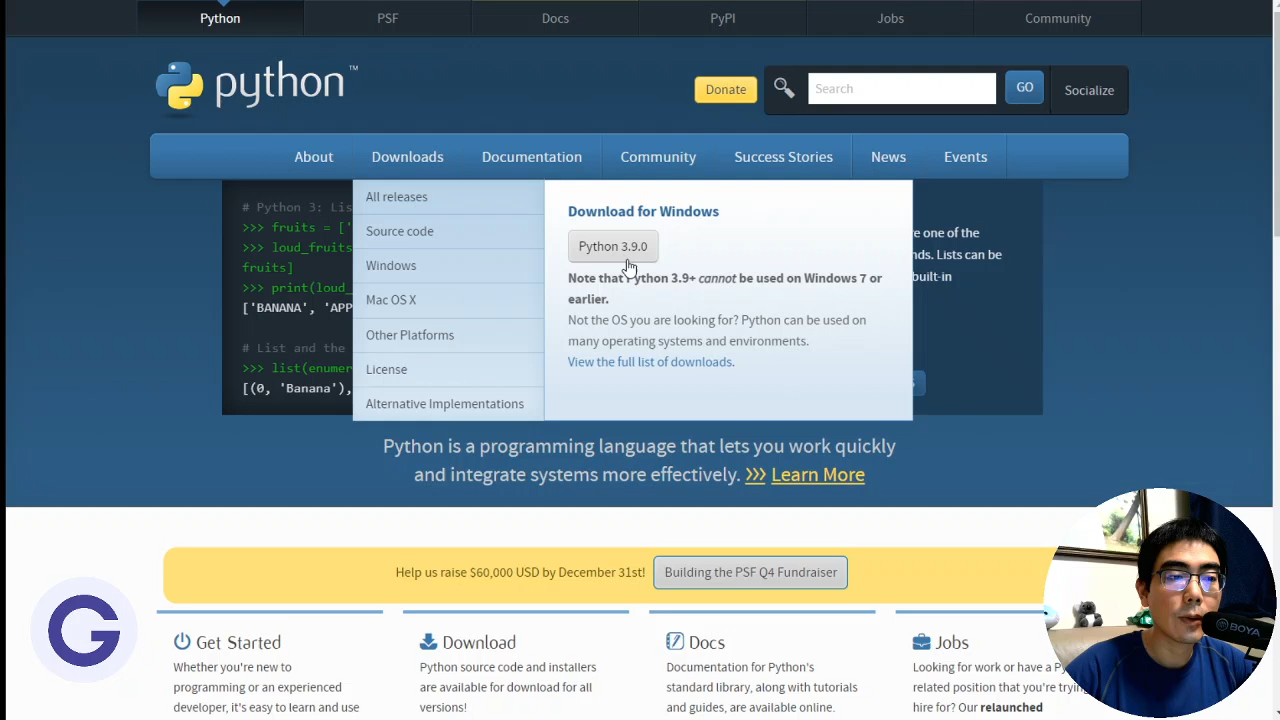 Python
PSF
Docs
PyPI
Jobs
Community
python™
Donate
Search
GO
Socialize
About
Downloads
Documentation
Community
Success Stories
News
Events
# Python 3: Lis
>>> fruits = ['
>>> loud_fruits
fruits]
>>> print(loud_
['BANANA', 'APP
# List and the
>>> list(enumer
[(0, 'Banana'),
All releases
Source code
Windows
Mac OS X
Other Platforms
License
Alternative Implementations
Download for Windows
Python 3.9.0
Note that Python 3.9+ cannot be used on Windows 7 or
earlier.
Not the OS you are looking for? Python can be used on
many operating systems and environments.
View the full list of downloads.
e one of the
nds. Lists can
built-in
Python is a programming language that lets you work quickly
and integrate systems more effectively. >>> Learn More
Help us raise $60,000 USD by December 31st!
Building the PSF Q4 Fundraiser
Get Started
Whether you're new to
programming or an experienced
developer, it's easy to learn and use
Download
Python source code and installers
are available for download for all
versions!
Docs
Documentation for Python's
standard library, along with tutorials
and guides, are available online.
Jobs
Looking for work or have a Py
related position that you're trying
hire for? Our relaunched
G
BOYA